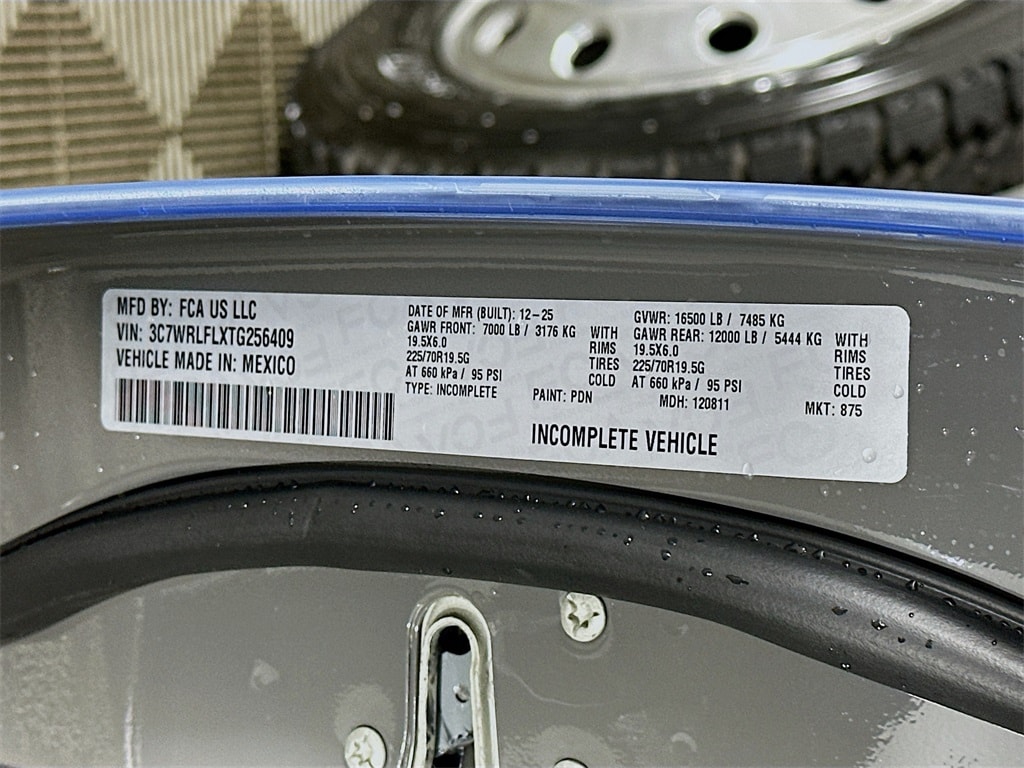 MFD BY: FCA US LLC
VIN: 3C7WRLFLXTG256409
VEHICLE MADE IN: MEXICO
DATE OF MFR (BUILT): 12-25
GAWR FRONT: 7000 LB / 3176 KG WITH
19.5X6.0 RIMS
225/70R19.5G TIRES
AT 660 kPa / 95 PSI COLD
TYPE: INCOMPLETE
PAINT: PDN
GVWR: 16500 LB / 7485 KG
GAWR REAR: 12000 LB / 5444 KG WITH
19.5X6.0 RIMS
225/70R19.5G TIRES
AT 660 kPa / 95 PSI COLD
MDH: 120811
MKT: 875
INCOMPLETE VEHICLE